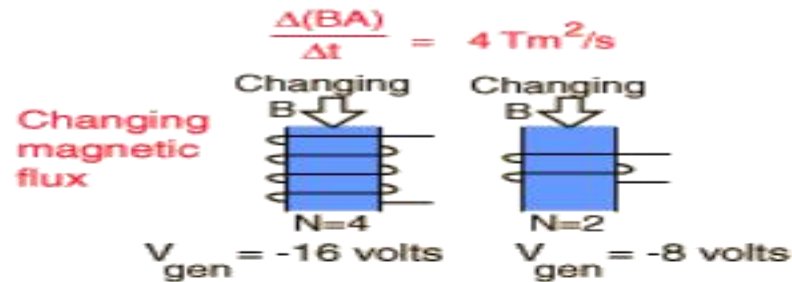 Δ(BA)
Δt
= 4 Tm²/s
Changing
B
Changing
B
Changing
magnetic
flux
N=4
N=2
V gen = -16 volts
V gen = -8 volts